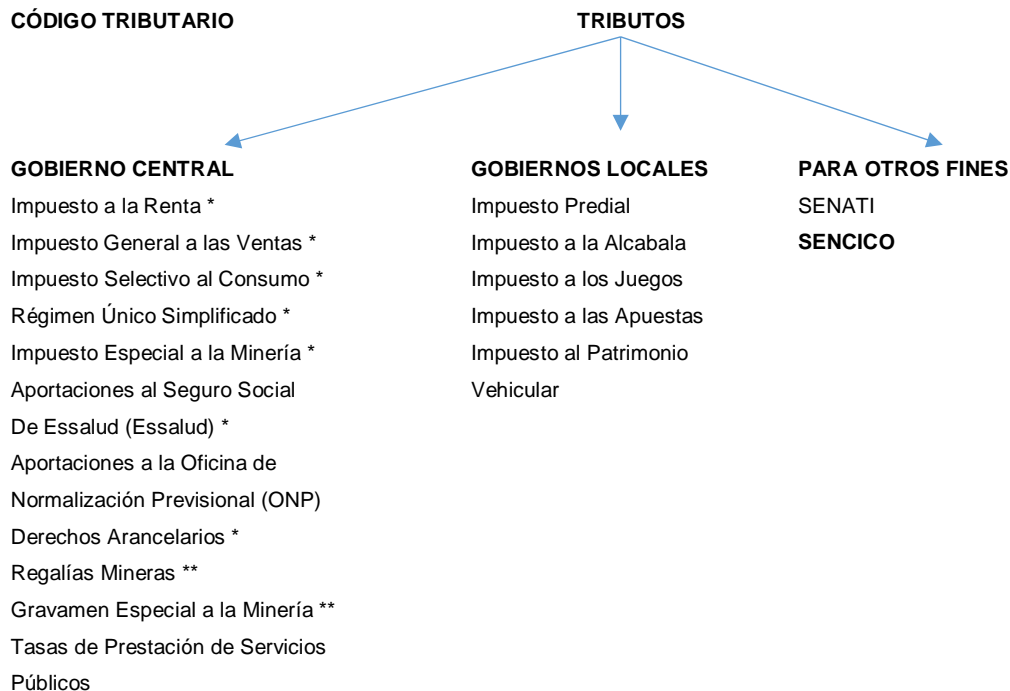 CÓDIGO TRIBUTARIO
TRIBUTOS
GOBIERNO CENTRAL
Impuesto a la Renta *
Impuesto General a las Ventas *
Impuesto Selectivo al Consumo *
Régimen Único Simplificado *
Impuesto Especial a la Minería *
Aportaciones al Seguro Social
De Essalud (Essalud) *
Aportaciones a la Oficina de
Normalización Previsional (ONP)
Derechos Arancelarios *
Regalías Mineras **
Gravamen Especial a la Minería **
Tasas de Prestación de Servicios
Públicos
GOBIERNOS LOCALES
Impuesto Predial
Impuesto a la Alcabala
Impuesto a los Juegos
Impuesto a las Apuestas
Impuesto al Patrimonio
Vehicular
PARA OTROS FINES
SENATI
SENCICO